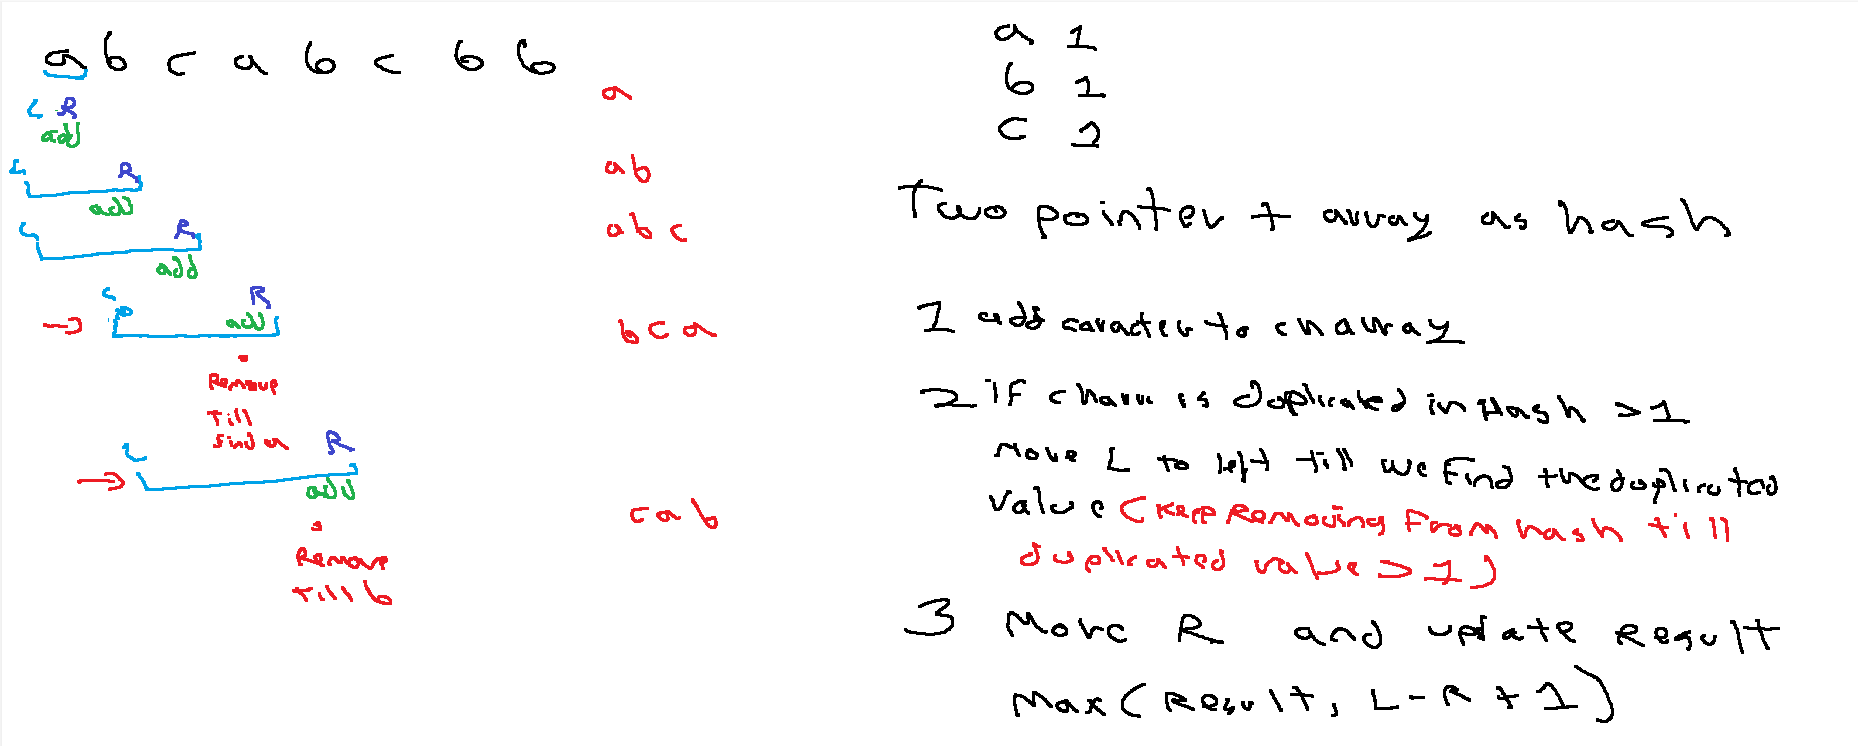 a b c a b c b b
L R
add
a
L R
add
ab
L R
add
abc
L R
add
bca
Remove
Till
find a
L R
add
cab
Remove
Till b
a 1
b 1
c 1
Two pointer + array as hash
1 add caracter to
2 if is duplicated in Hash >1
Move L to left till we Find the duplicated
value (Keep Removing From hash till
duplicated value >1)
3 Move R and update Result
Max (Result, L-R+1)